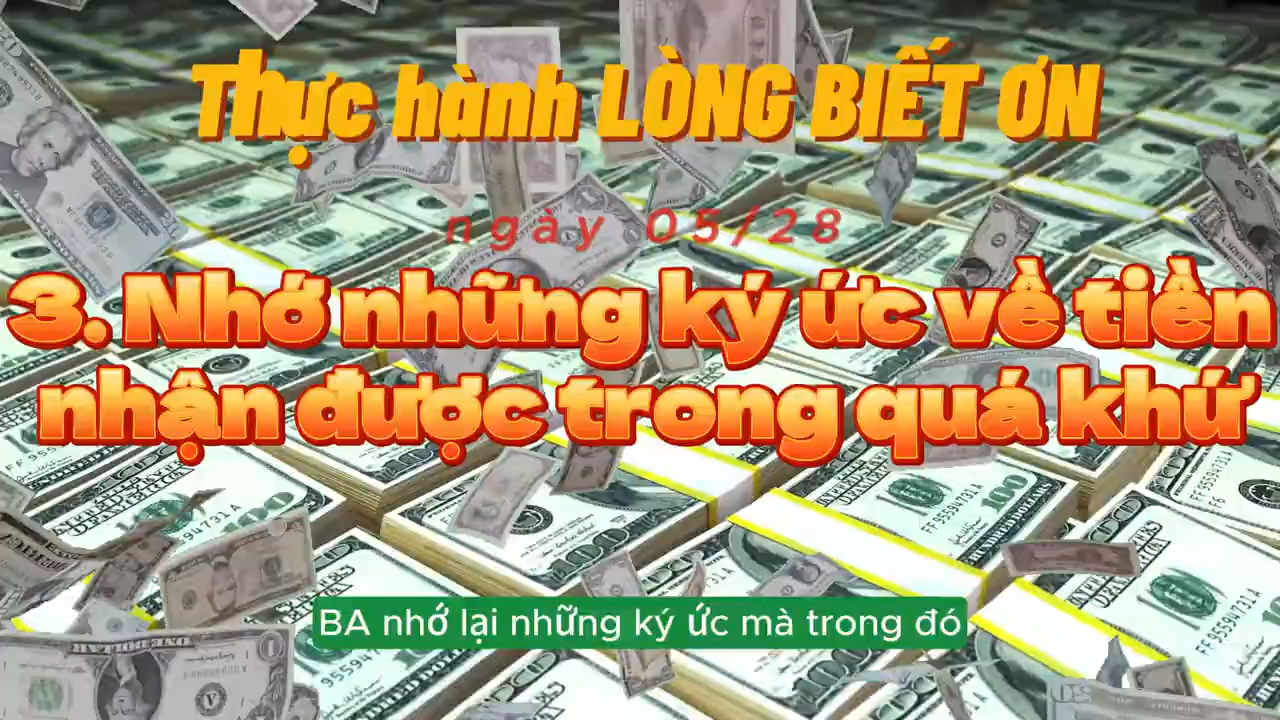 Thực hành LÒNG BIẾT ƠN
ngày 05/28
3. Nhớ những ký ức về tiền
nhận được trong quá khứ
BA nhớ lại những ký ức mà trong đó